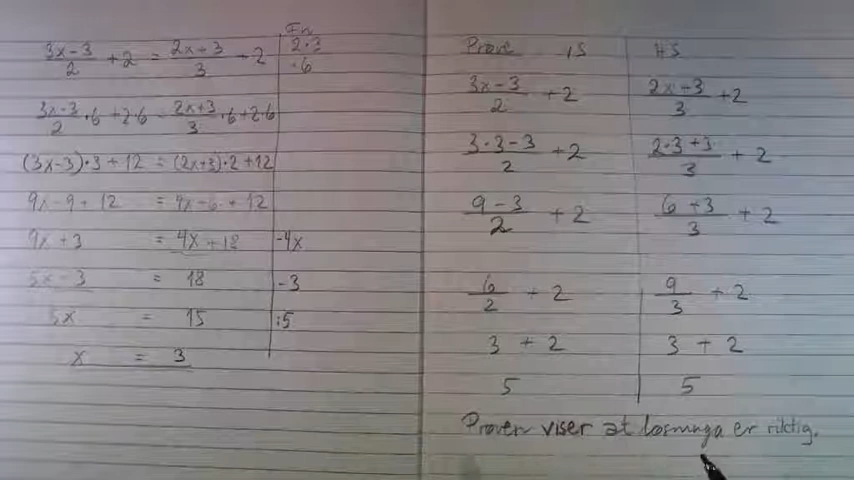 Fn
3x-3/2 + 2 = 2x+3/3 + 2 | 2·3
·6
3x-3/2 ·6 + 2·6 = 2x+3/3 ·6 + 2·6
(3x-3)·3 + 12 = (2x+3)·2 + 12
9x - 9 + 12 = 4x - 6 + 12
9x + 3 = 4x + 18 | -4x
5x - 3 = 18 | -3
5x = 15 | :5
x = 3
Prøve VS | HS
3x-3/2 + 2 | 2x+3/3 + 2
3·3-3/2 + 2 | 2·3+3/3 + 2
9-3/2 + 2 | 6+3/3 + 2
6/2 + 2 | 9/3 + 2
3 + 2 | 3 + 2
5 | 5
Prøven viser at løsninga er riktig.